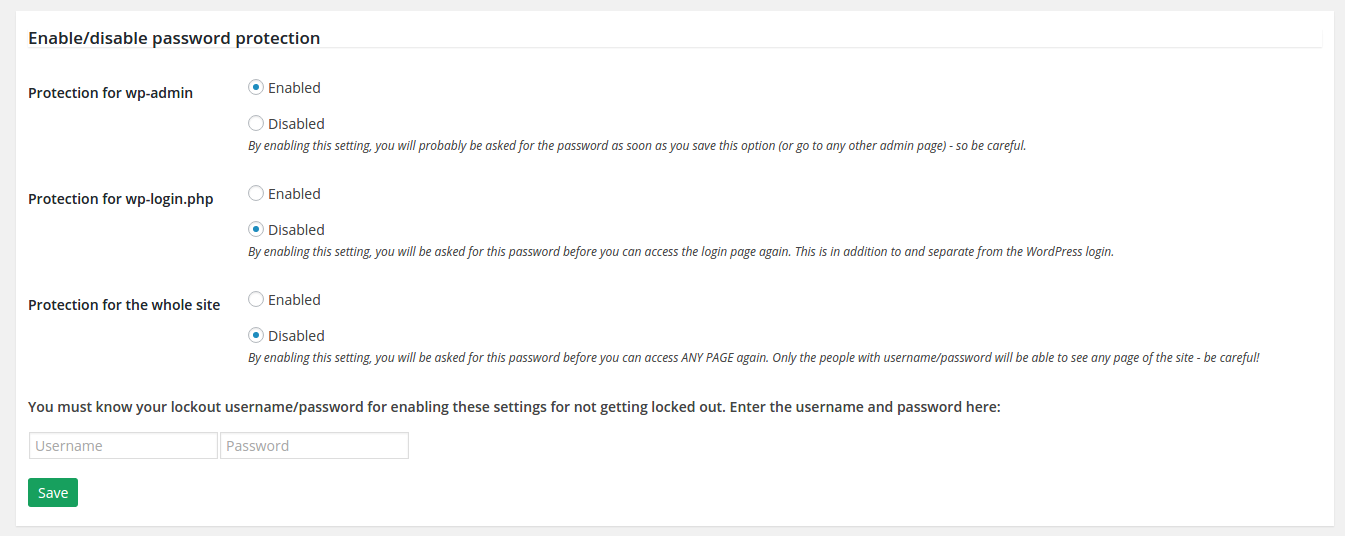 Enable/disable password protection
Protection for wp-admin
Enabled
Disabled
By enabling this setting, you will probably be asked for the password as soon as you save this option (or go to any other admin page) - so be careful.
Protection for wp-login.php
Enabled
Disabled
By enabling this setting, you will be asked for this password before you can access the login page again. This is in addition to and separate from the WordPress login.
Protection for the whole site
Enabled
Disabled
By enabling this setting, you will be asked for this password before you can access ANY PAGE again. Only the people with username/password will be able to see any page of the site - be careful!
You must know your lockout username/password for enabling these settings for not getting locked out. Enter the username and password here:
Username Password
Save